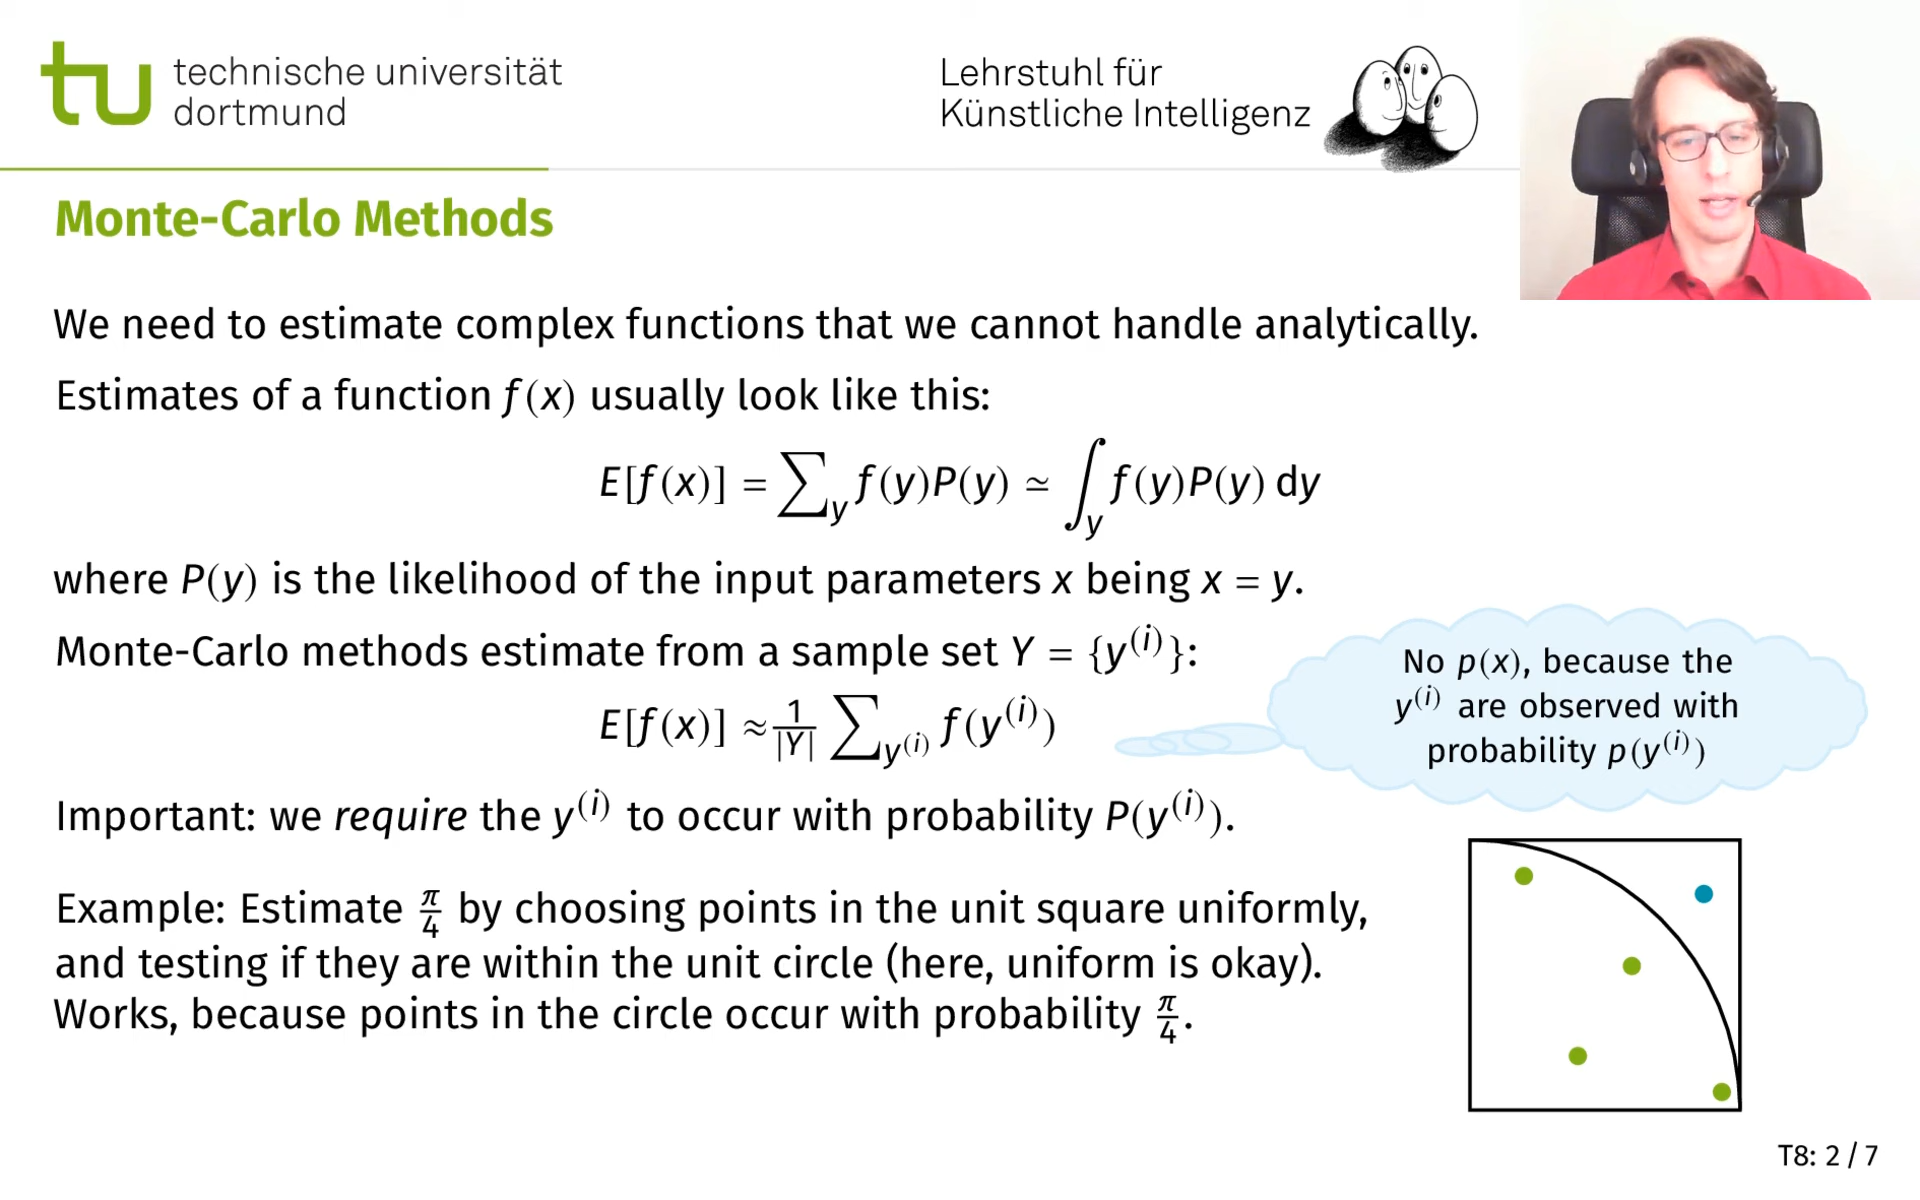 technische universität
dortmund
Lehrstuhl für
Künstliche Intelligenz
Monte-Carlo Methods
We need to estimate complex functions that we cannot handle analytically.
Estimates of a function f(x) usually look like this:
E[f(x)] = ∑_y f(y)P(y) ≃ ∫_y f(y)P(y) dy
where P(y) is the likelihood of the input parameters x being x = y.
Monte-Carlo methods estimate from a sample set Y = {y^(i)}:
E[f(x)] ≈ 1/|Y| ∑_y^(i) f(y^(i))
No p(x), because the
y^(i) are observed with
probability p(y^(i))
Important: we require the y^(i) to occur with probability P(y^(i)).
Example: Estimate π/4 by choosing points in the unit square uniformly,
and testing if they are within the unit circle (here, uniform is okay).
Works, because points in the circle occur with probability π/4.
T8: 2 / 7